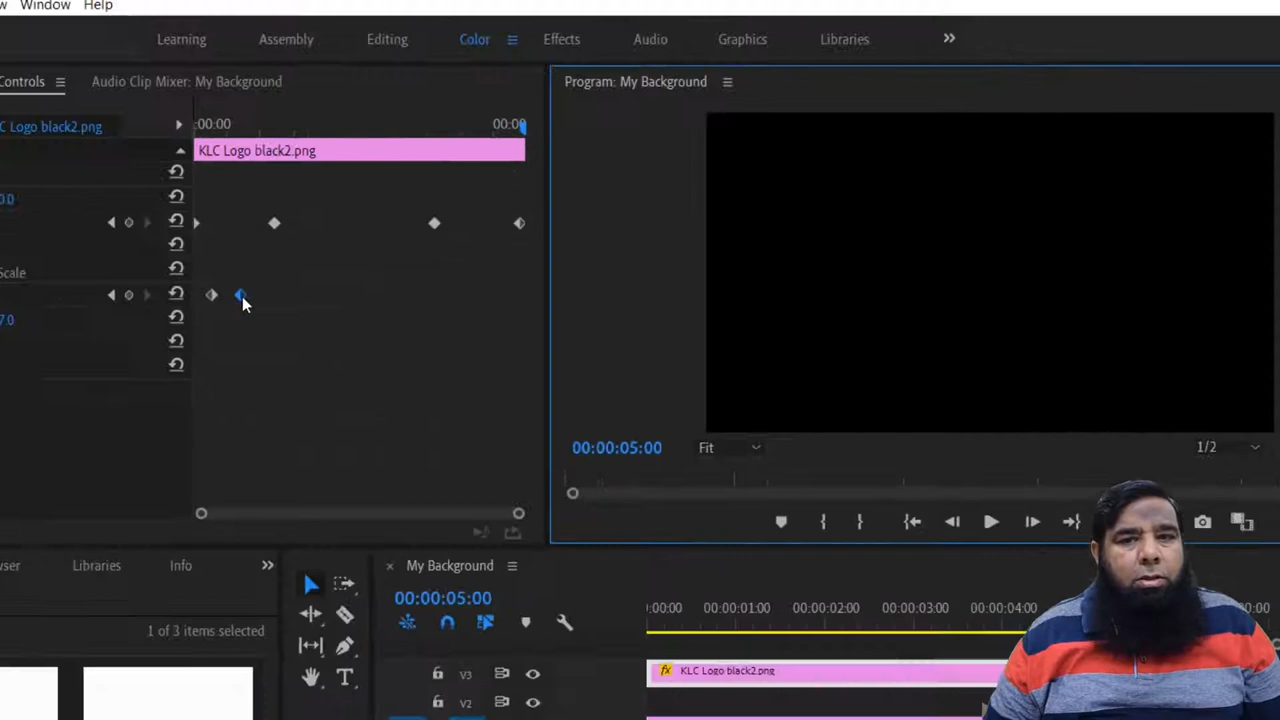 Window Help
Learning Assembly Editing Color Effects Audio Graphics Libraries
Controls Audio Clip Mixer: My Background Program: My Background
C Logo black2.png :00:00 00:00
KLC Logo black2.png
0.0
Scale
7.0
00:00:05:00 Fit 1/2
ser Libraries Info My Background
00:00:05:00
:00:00 00:00:01:00 00:00:02:00 00:00:03:00 00:00:04:00 00:00
1 of 3 items selected
V3 fx KLC Logo black2.png
V2